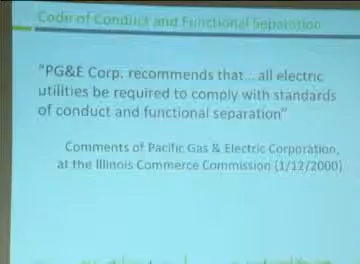 Code of Conduct and Functional Separation
"PG&E Corp. recommends that... all electric
utilities be required to comply with standards
of conduct and functional separation"
Comments of Pacific Gas & Electric Corporation,
at the Illinois Commerce Commission (1/12/2000)